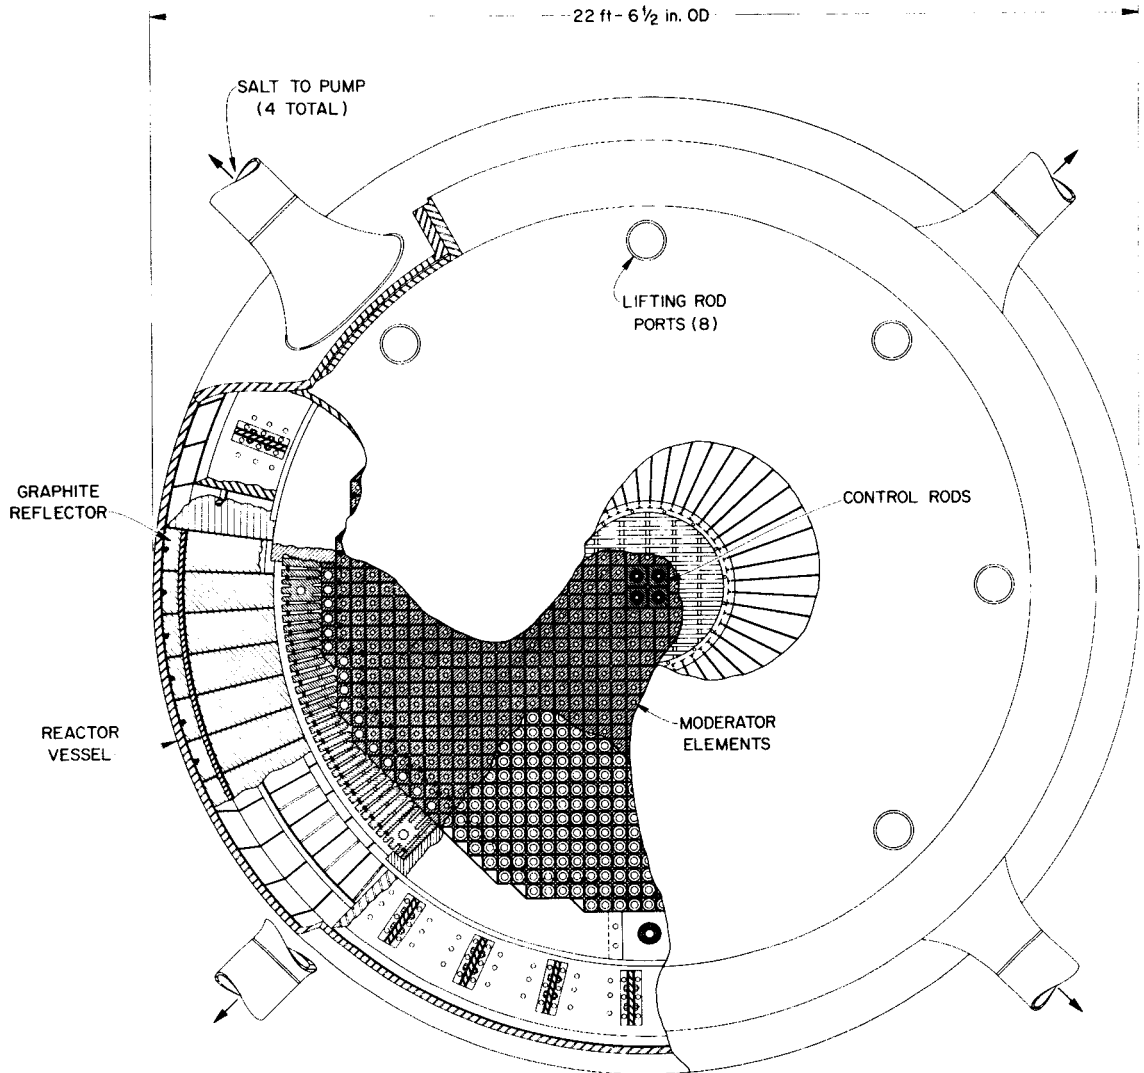 22 ft - 6 1/2 in. OD
SALT TO PUMP
(4 TOTAL)
LIFTING ROD
PORTS (8)
GRAPHITE
REFLECTOR
CONTROL RODS
MODERATOR
ELEMENTS
REACTOR
VESSEL